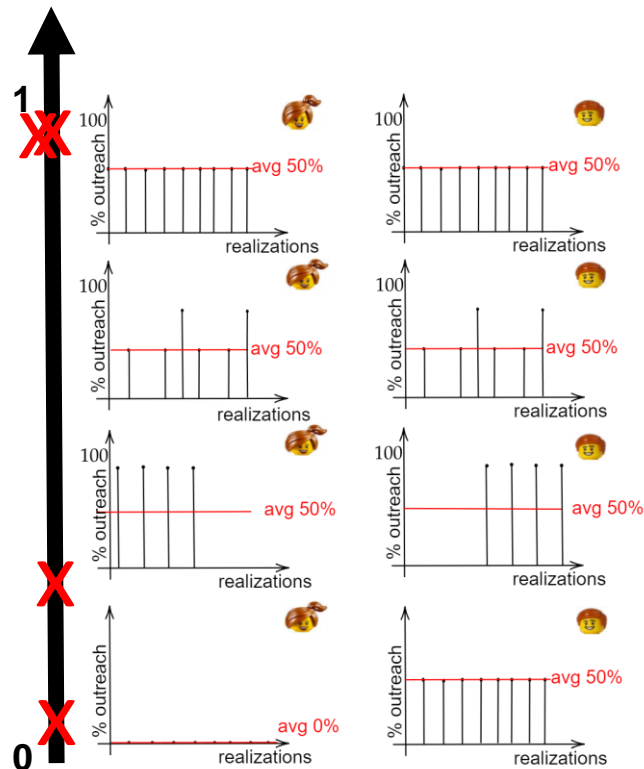 1
X X
100
% outreach
avg 50%
realizations
100
% outreach
avg 50%
realizations
100
% outreach
avg 50%
realizations
100
% outreach
avg 50%
realizations
100
% outreach
avg 50%
realizations
100
% outreach
avg 50%
realizations
X
% outreach
avg 0%
realizations
% outreach
avg 50%
realizations
X
0